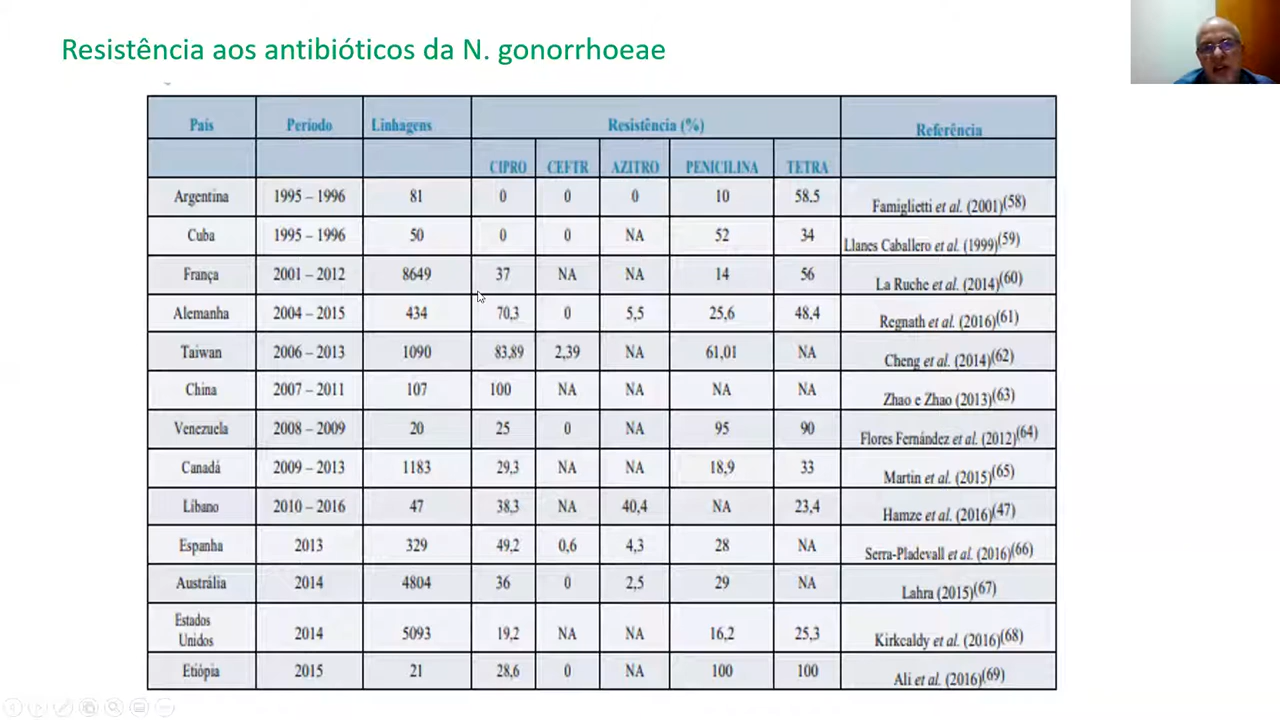 Resistência aos antibióticos da N. gonorrhoeae
País Período Linhagens Resistência (%) Referência
CIPRO CEFTR AZITRO PENICILINA TETRA
Argentina 1995 – 1996 81 0 0 0 10 58.5 Famiglietti et al. (2001)(58)
Cuba 1995 – 1996 50 0 0 NA 52 34 Llanes Caballero et al. (1999)(59)
França 2001 – 2012 8649 37 NA NA 14 56 La Ruche et al. (2014)(60)
Alemanha 2004 – 2015 434 70,3 0 5,5 25,6 48,4 Regnath et al. (2016)(61)
Taiwan 2006 – 2013 1090 83,89 2,39 NA 61,01 NA Cheng et al. (2014)(62)
China 2007 – 2011 107 100 NA NA NA NA Zhao e Zhao (2013)(63)
Venezuela 2008 – 2009 20 25 0 NA 95 90 Flores Fernández et al. (2012)(64)
Canadá 2009 – 2013 1183 29,3 NA NA 18,9 33 Martin et al. (2015)(65)
Líbano 2010 – 2016 47 38,3 NA 40,4 NA 23,4 Hamze et al. (2016)(47)
Espanha 2013 329 49,2 0,6 4,3 28 NA Serra-Pladevall et al. (2016)(66)
Austrália 2014 4804 36 0 2,5 29 NA Lahra (2015)(67)
Estados
Unidos 2014 5093 19,2 NA NA 16,2 25,3 Kirkcaldy et al. (2016)(68)
Etiópia 2015 21 28,6 0 NA 100 100 Ali et al. (2016)(69)